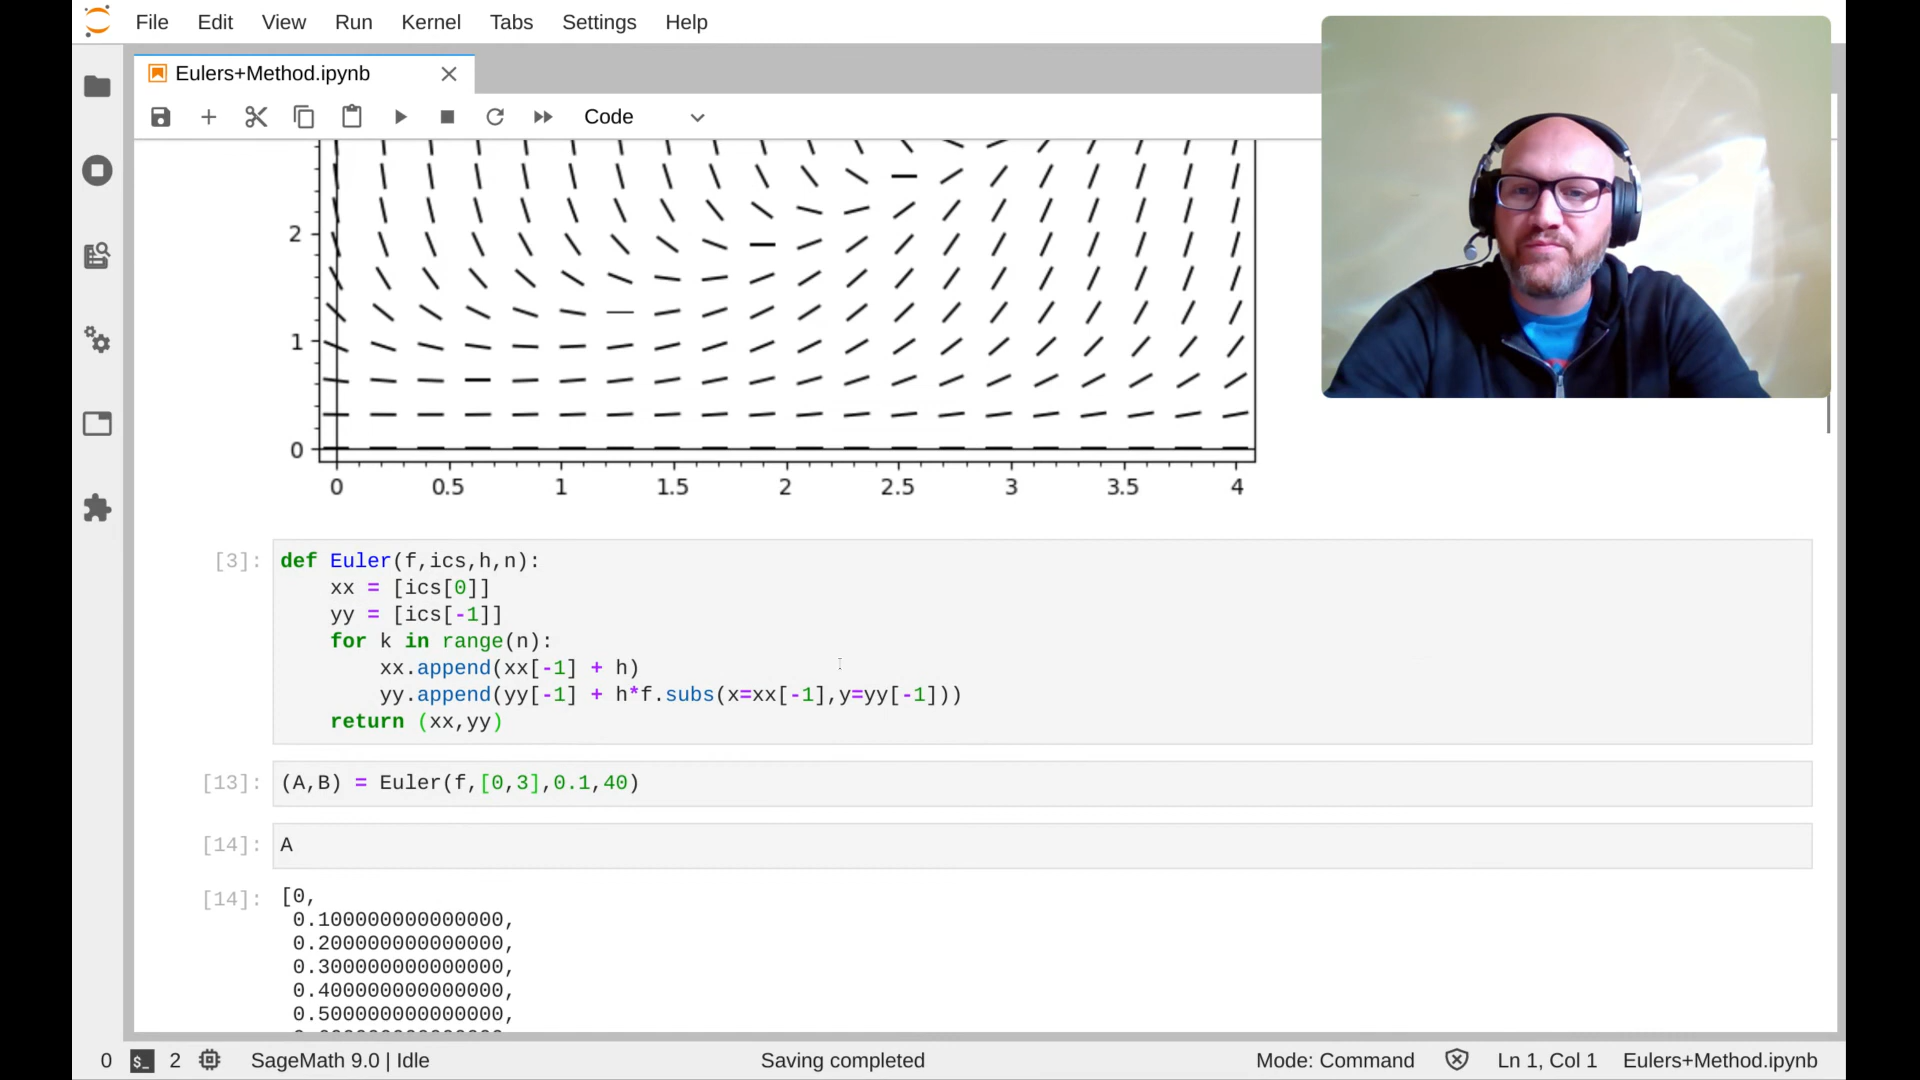 File Edit View Run Kernel Tabs Settings Help
Eulers+Method.ipynb
Code
2
1
0
0 0.5 1 1.5 2 2.5 3 3.5 4
[3]: def Euler(f,ics,h,n):
xx = [ics[0]]
yy = [ics[-1]]
for k in range(n):
xx.append(xx[-1] + h)
yy.append(yy[-1] + h*f.subs(x=xx[-1],y=yy[-1]))
return (xx,yy)
[13]: (A,B) = Euler(f,[0,3],0.1,40)
[14]: A
[14]: [0,
0.100000000000000,
0.200000000000000,
0.300000000000000,
0.400000000000000,
0.500000000000000,
0 $_ 2 SageMath 9.0 | Idle Saving completed Mode: Command Ln 1, Col 1 Eulers+Method.ipynb